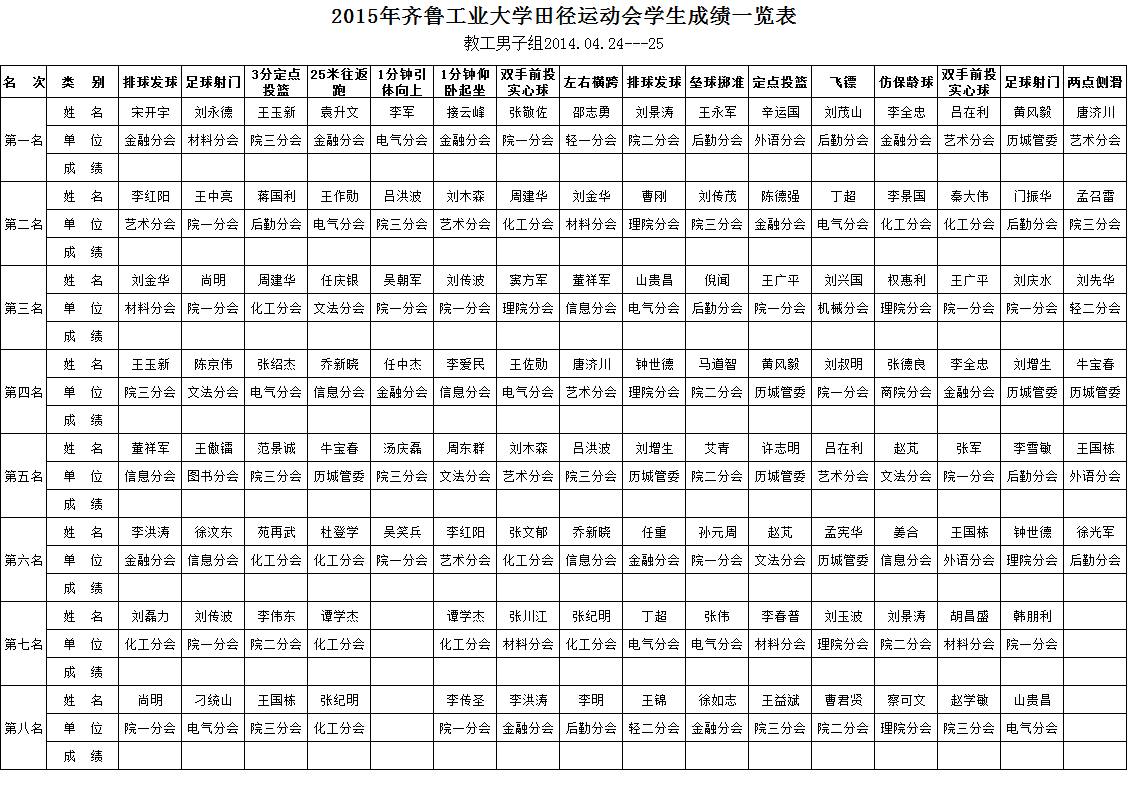 2015年齐鲁工业大学田径运动会学生成绩一览表
教工男子组2014.04.24---25
名 次 类 别 排球发球 足球射门 3分定点投篮 25米往返跑 1分钟引体向上 1分钟仰卧起坐 双手前投实心球 左右横跨 排球发球 垒球掷准 定点投篮 飞镖 仿保龄球 双手前投实心球 足球射门 两点侧滑
姓 名 宋开宇 刘永德 王玉新 袁升文 李军 接云峰 张敬佐 邵志勇 刘景涛 王永军 辛运国 刘茂山 李全忠 吕在利 黄风毅 唐济川
第一名 单 位 金融分会 材料分会 院三分会 金融分会 电气分会 金融分会 院一分会 轻一分会 院二分会 后勤分会 外语分会 后勤分会 金融分会 艺术分会 历城管委 艺术分会
成 绩
姓 名 李红阳 王中亮 蒋国利 王作勋 吕洪波 刘木森 周建华 刘金华 曹刚 刘传茂 陈德强 丁超 李景国 秦大伟 门振华 孟召雷
第二名 单 位 艺术分会 院一分会 后勤分会 电气分会 院三分会 艺术分会 化工分会 材料分会 理院分会 院三分会 金融分会 电气分会 化工分会 化工分会 后勤分会 院三分会
成 绩
姓 名 刘金华 尚明 周建华 任庆银 吴朝军 刘传波 窦方军 董祥军 山贵昌 倪闻 王广平 刘兴国 权惠利 王广平 刘庆水 刘先华
第三名 单 位 材料分会 院一分会 化工分会 文法分会 院一分会 院一分会 理院分会 信息分会 电气分会 后勤分会 院一分会 机械分会 理院分会 院一分会 院一分会 轻二分会
成 绩
姓 名 王玉新 陈京伟 张绍杰 乔新晓 任中杰 李爱民 王佐勋 唐济川 钟世德 马道智 黄风毅 刘叔明 张德良 李全忠 刘增生 牛宝春
第四名 单 位 院三分会 文法分会 电气分会 信息分会 金融分会 信息分会 电气分会 艺术分会 理院分会 院二分会 历城管委 院一分会 商院分会 金融分会 历城管委 历城管委
成 绩
姓 名 董祥军 王傲镭 范景诚 牛宝春 汤庆磊 周东群 刘木森 吕洪波 刘增生 艾青 许志明 吕在利 赵芃 张军 李雪敏 王国栋
第五名 单 位 信息分会 图书分会 院三分会 历城管委 院三分会 文法分会 艺术分会 院三分会 历城管委 院二分会 历城管委 艺术分会 文法分会 院一分会 后勤分会 外语分会
成 绩
姓 名 李洪涛 徐汶东 苑再武 杜登学 吴笑兵 李红阳 张文郁 乔新晓 任重 孙元周 赵芃 孟宪华 姜合 王国栋 钟世德 徐光军
第六名 单 位 金融分会 信息分会 化工分会 化工分会 院一分会 艺术分会 化工分会 信息分会 金融分会 院一分会 文法分会 历城管委 信息分会 外语分会 理院分会 后勤分会
成 绩
姓 名 刘磊力 刘传波 李伟东 谭学杰 谭学杰 张川江 张纪明 丁超 张伟 李春普 刘玉波 刘景涛 胡昌盛 韩朋利
第七名 单 位 化工分会 院一分会 院二分会 化工分会 化工分会 材料分会 化工分会 电气分会 电气分会 材料分会 理院分会 院二分会 材料分会 院一分会
成 绩
姓 名 尚明 刁统山 王国栋 张纪明 李传圣 李洪涛 李明 王锦 徐如志 王益斌 曹君贤 察可文 赵学敏 山贵昌
第八名 单 位 院一分会 电气分会 院三分会 化工分会 院一分会 金融分会 后勤分会 轻二分会 金融分会 院三分会 院二分会 理院分会 院三分会 电气分会
成 绩